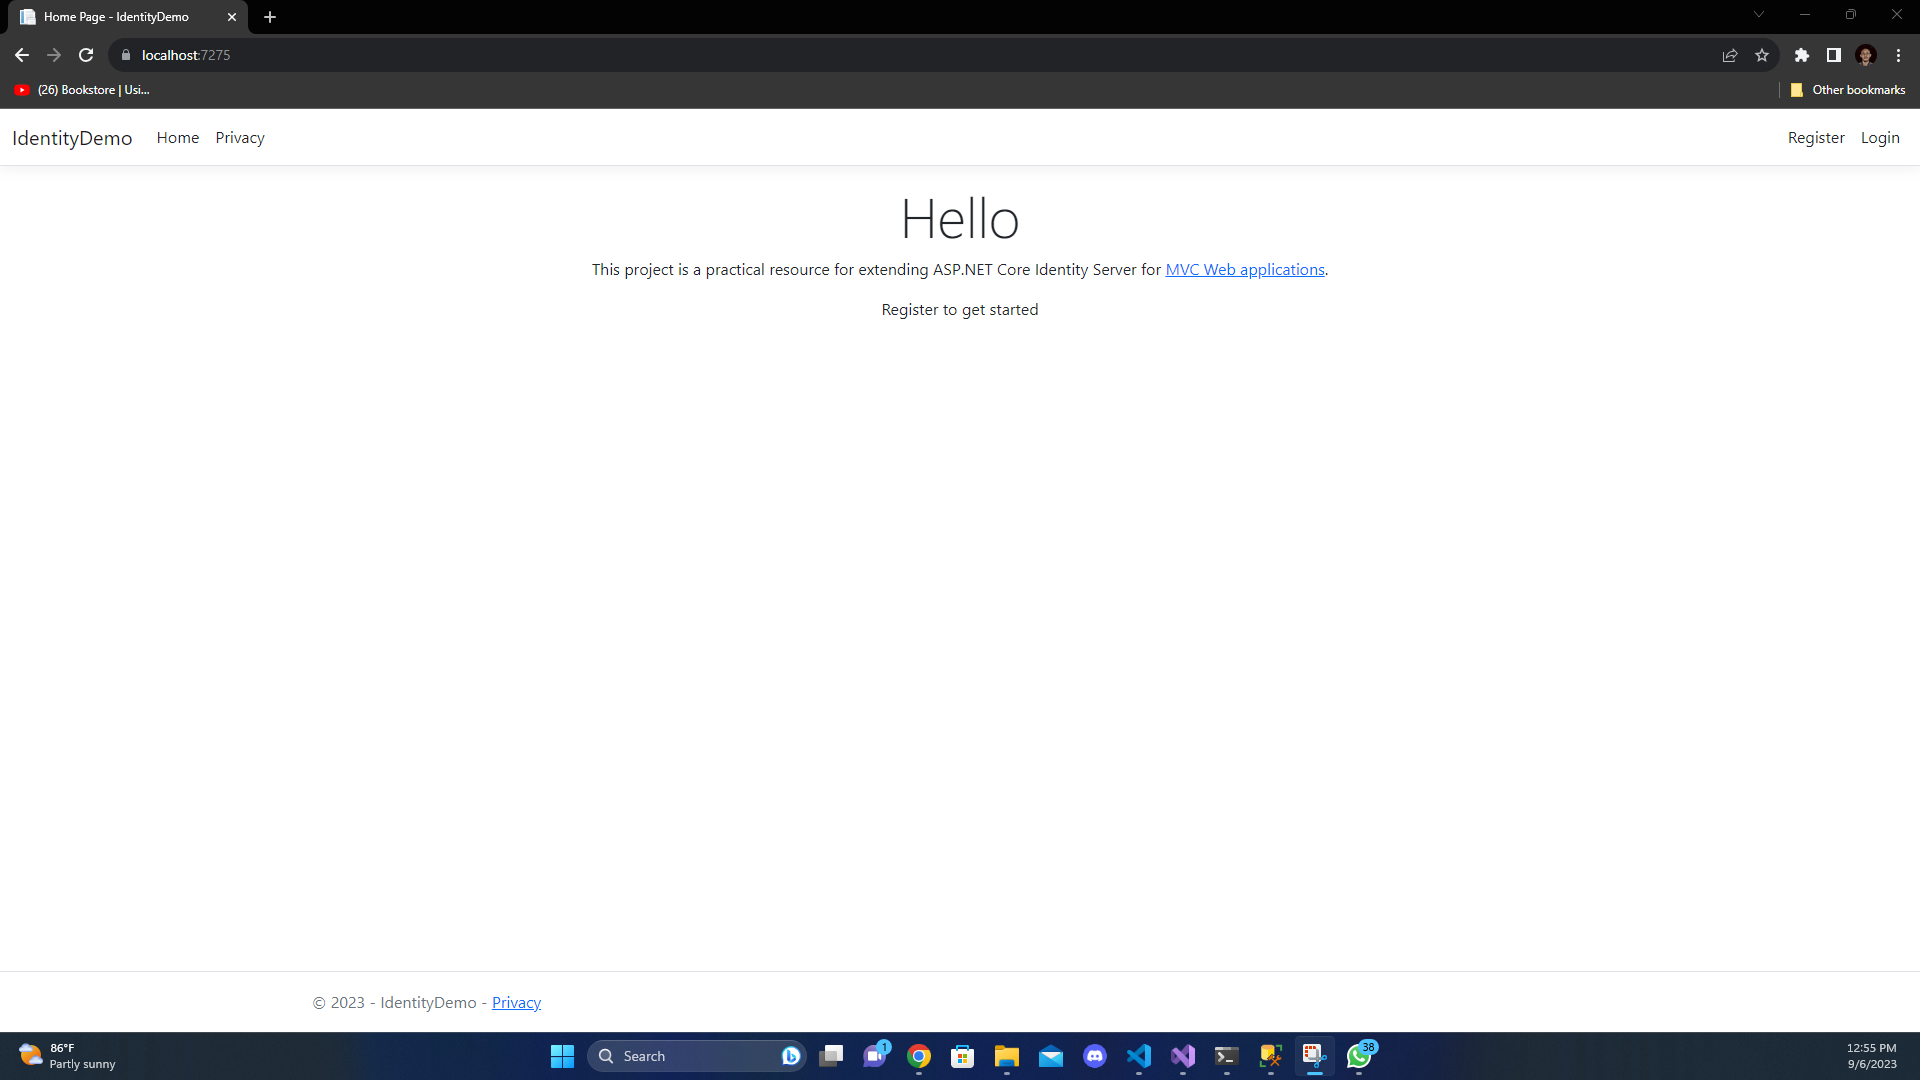 Home Page - IdentityDemo
localhost:7275
(26) Bookstore | Usi...
Other bookmarks
IdentityDemo Home Privacy Register Login
Hello
This project is a practical resource for extending ASP.NET Core Identity Server for MVC Web applications.
Register to get started
© 2023 - IdentityDemo - Privacy
86°F
Partly sunny
Search
1
38
12:55 PM
9/6/2023